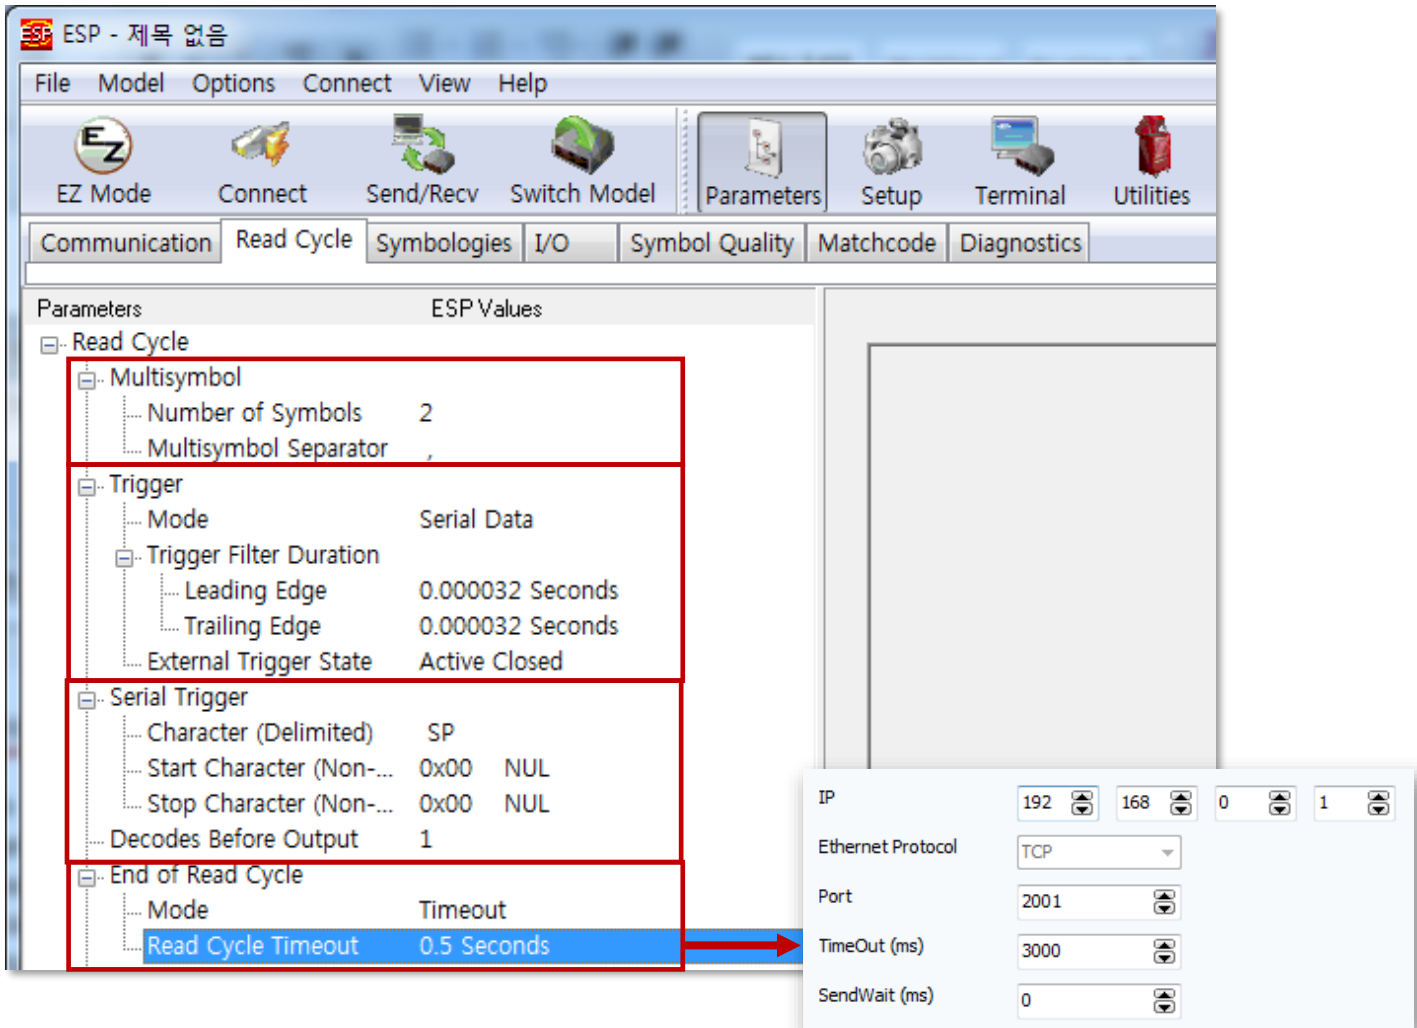 ESP ESP - 제목 없음
File Model Options Connect View Help
EZ
EZ Mode Connect Send/Recv Switch Model Parameters Setup Terminal Utilities
Communication Read Cycle Symbologies I/O Symbol Quality Matchcode Diagnostics
Parameters ESP Values
Read Cycle
Multisymbol
Number of Symbols 2
Multisymbol Separator ,
Trigger
Mode Serial Data
Trigger Filter Duration
Leading Edge 0.000032 Seconds
Trailing Edge 0.000032 Seconds
External Trigger State Active Closed
Serial Trigger
Character (Delimited) SP
Start Character (Non-... 0x00 NUL
Stop Character (Non-... 0x00 NUL
Decodes Before Output 1
End of Read Cycle
Mode Timeout
Read Cycle Timeout 0.5 Seconds
IP 192 168 0 1
Ethernet Protocol TCP
Port 2001
TimeOut (ms) 3000
SendWait (ms) 0